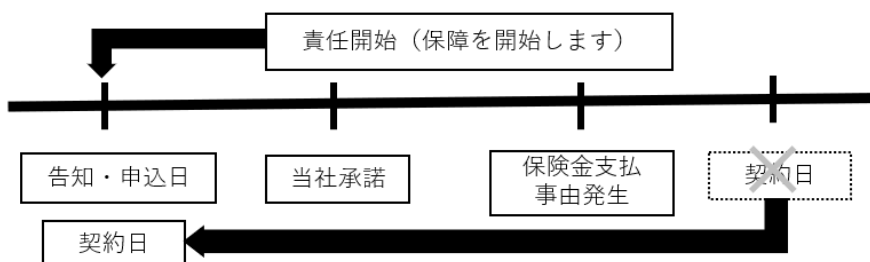 責任開始（保障を開始します）
告知・申込日
当社承諾
保険金支払
事由発生
契約日
契約日